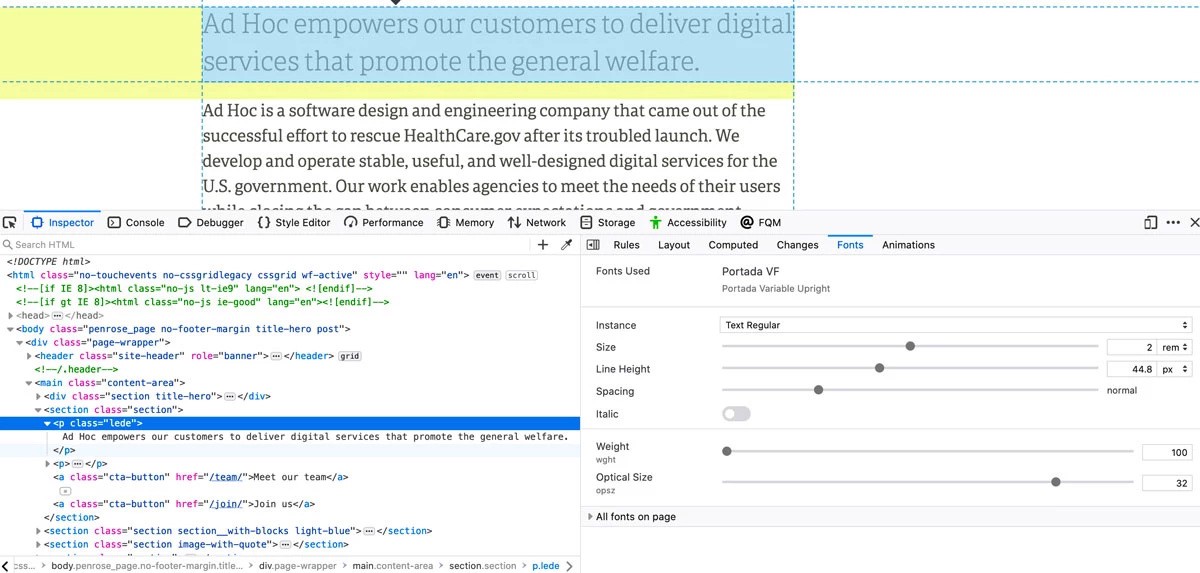 Ad Hoc empowers our customers to deliver digital
services that promote the general welfare.
Ad Hoc is a software design and engineering company that came out of the
successful effort to rescue HealthCare.gov after its troubled launch. We
develop and operate stable, useful, and well-designed digital services for the
U.S. government. Our work enables agencies to meet the needs of their users
while closing the gap between consumer expectations and government
Inspector Console Debugger {} Style Editor Performance Memory Network Storage Accessibility FQM
Search HTML
Rules Layout Computed Changes Fonts Animations
<!DOCTYPE html>
<html class="no-touchevents no-cssgridlegacy cssgrid wf-active" style="" lang="en"> event scroll
<!--[if IE 8]><html class="no-js lt-ie9" lang="en"> <![endif]-->
<!--[if gt IE 8]><html class="no-js ie-good" lang="en"><![endif]-->
<head>…</head>
<body class="penrose_page no-footer-margin title-hero post">
<div class="page-wrapper">
<header class="site-header" role="banner">…</header> grid
<!--/.header-->
<main class="content-area">
<div class="section title-hero">…</div>
<section class="section">
<p class="lede">
Ad Hoc empowers our customers to deliver digital services that promote the general welfare.
</p>
<p>…</p>
<a class="cta-button" href="/team/">Meet our team</a>
<a class="cta-button" href="/join/">Join us</a>
</section>
<section class="section section__with-blocks light-blue">…</section>
<section class="section image-with-quote">…</section>
css… > body.penrose_page.no-footer-margin.title… > div.page-wrapper > main.content-area > section.section > p.lede
Fonts Used Portada VF
Portada Variable Upright
Instance Text Regular
Size 2 rem
Line Height 44.8 px
Spacing normal
Italic
Weight 100
wght
Optical Size 32
opsz
All fonts on page